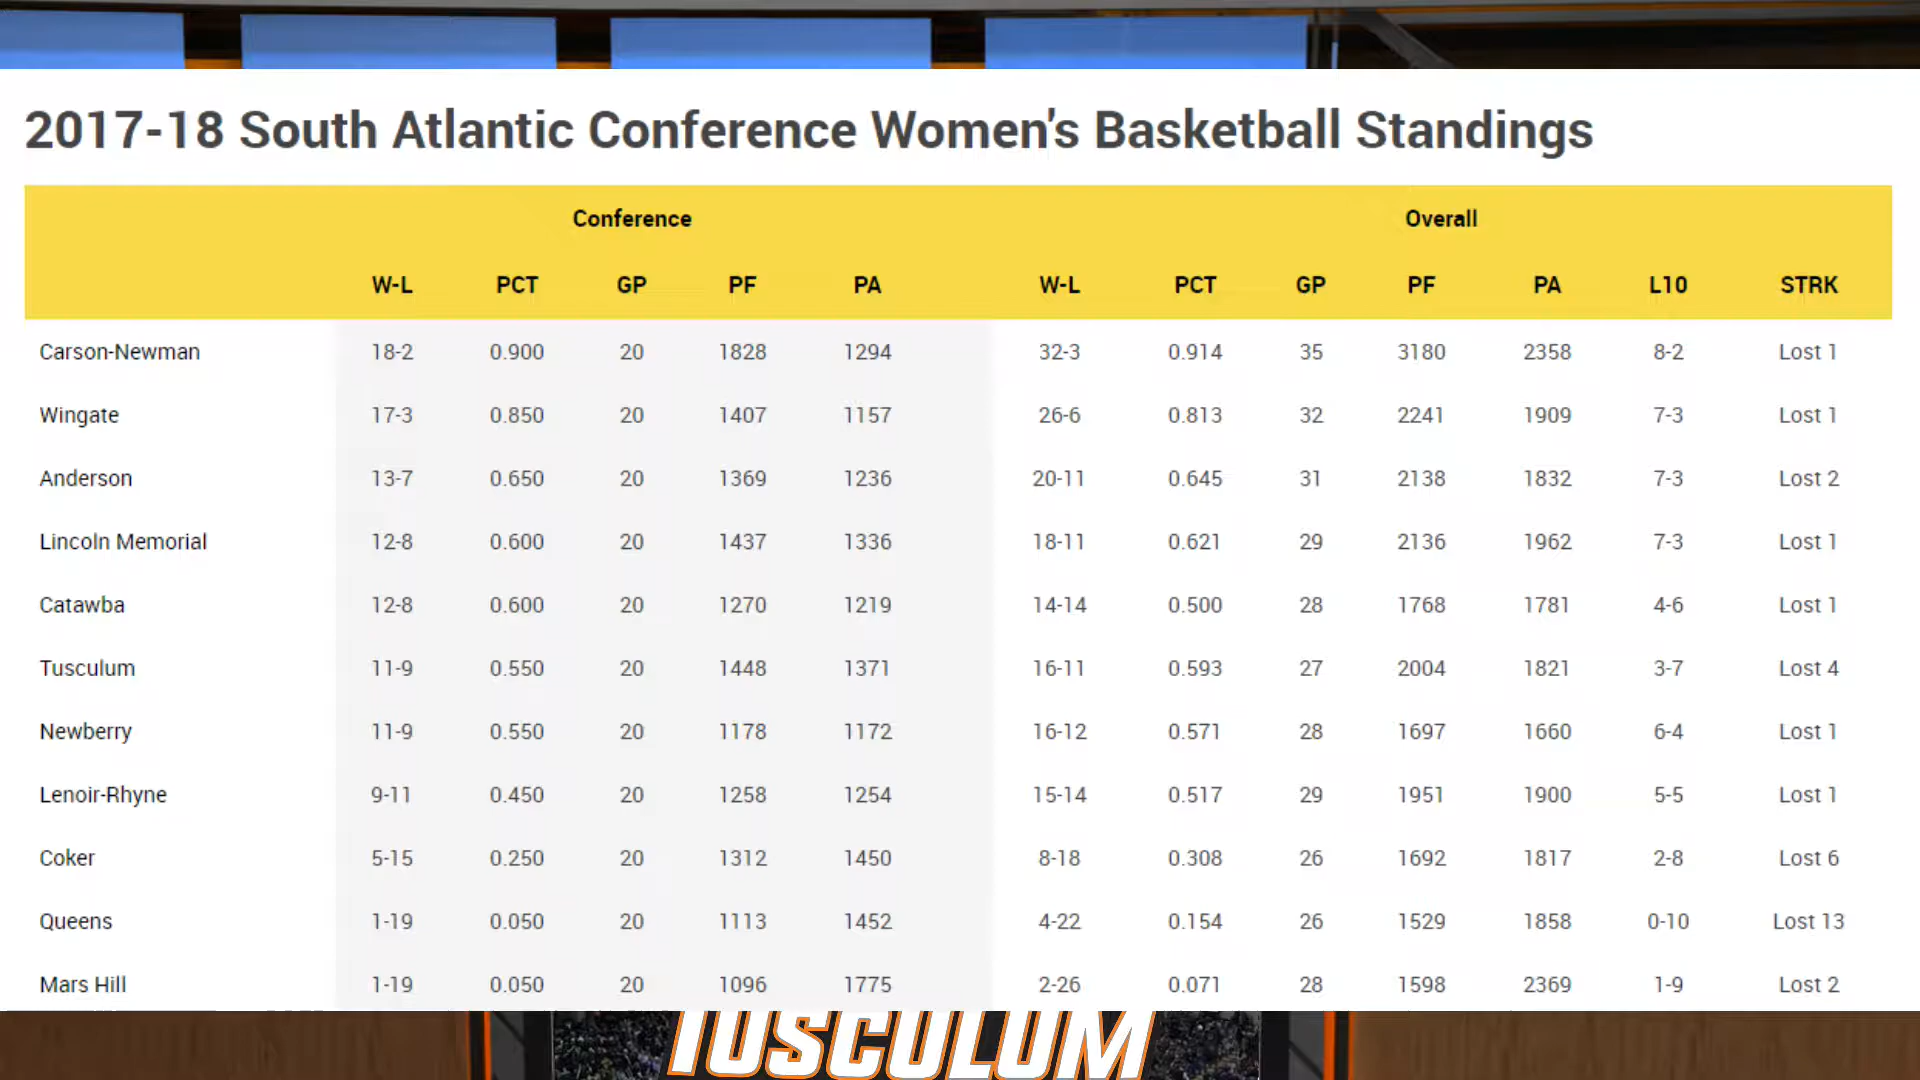 2017-18 South Atlantic Conference Women's Basketball Standings
Conference Overall
W-L PCT GP PF PA W-L PCT GP PF PA L10 STRK
Carson-Newman 18-2 0.900 20 1828 1294 32-3 0.914 35 3180 2358 8-2 Lost 1
Wingate 17-3 0.850 20 1407 1157 26-6 0.813 32 2241 1909 7-3 Lost 1
Anderson 13-7 0.650 20 1369 1236 20-11 0.645 31 2138 1832 7-3 Lost 2
Lincoln Memorial 12-8 0.600 20 1437 1336 18-11 0.621 29 2136 1962 7-3 Lost 1
Catawba 12-8 0.600 20 1270 1219 14-14 0.500 28 1768 1781 4-6 Lost 1
Tusculum 11-9 0.550 20 1448 1371 16-11 0.593 27 2004 1821 3-7 Lost 4
Newberry 11-9 0.550 20 1178 1172 16-12 0.571 28 1697 1660 6-4 Lost 1
Lenoir-Rhyne 9-11 0.450 20 1258 1254 15-14 0.517 29 1951 1900 5-5 Lost 1
Coker 5-15 0.250 20 1312 1450 8-18 0.308 26 1692 1817 2-8 Lost 6
Queens 1-19 0.050 20 1113 1452 4-22 0.154 26 1529 1858 0-10 Lost 13
Mars Hill 1-19 0.050 20 1096 1775 2-26 0.071 28 1598 2369 1-9 Lost 2
TUSCULUM